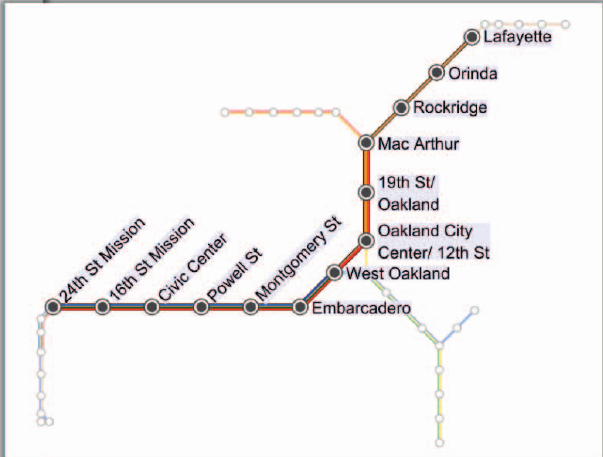 Lafayette
Orinda
Rockridge
Mac Arthur
19th St/
Oakland
Oakland City
Center/ 12th St
West Oakland
Embarcadero
24th St Mission
16th St Mission
Civic Center
Powell St
Montgomery St